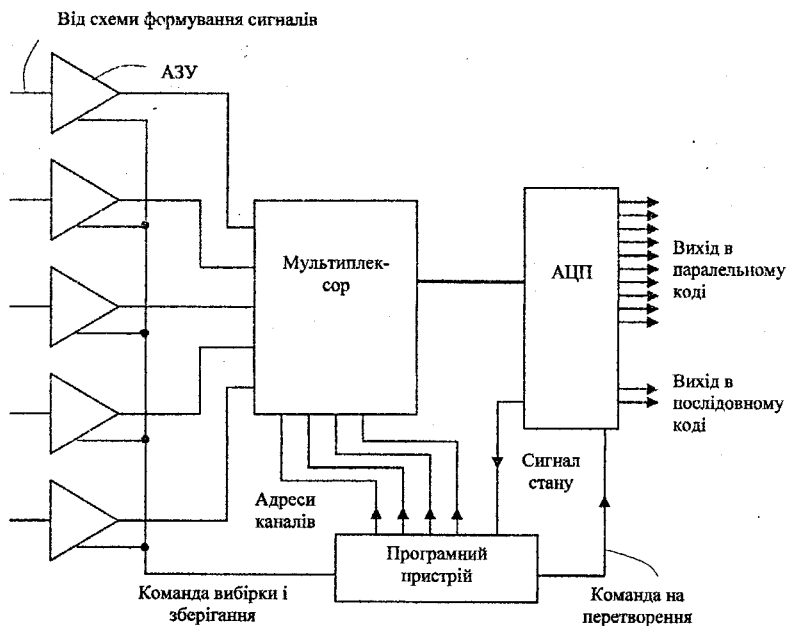 Від схеми формування сигналів
АЗУ
Мультиплек-
сор
АЦП
Вихід в
паралельному
коді
Вихід в
послідовному
коді
Сигнал
стану
Адреси
каналів
Програмний
пристрій
Команда вибірки і
зберігання
Команда на
перетворення